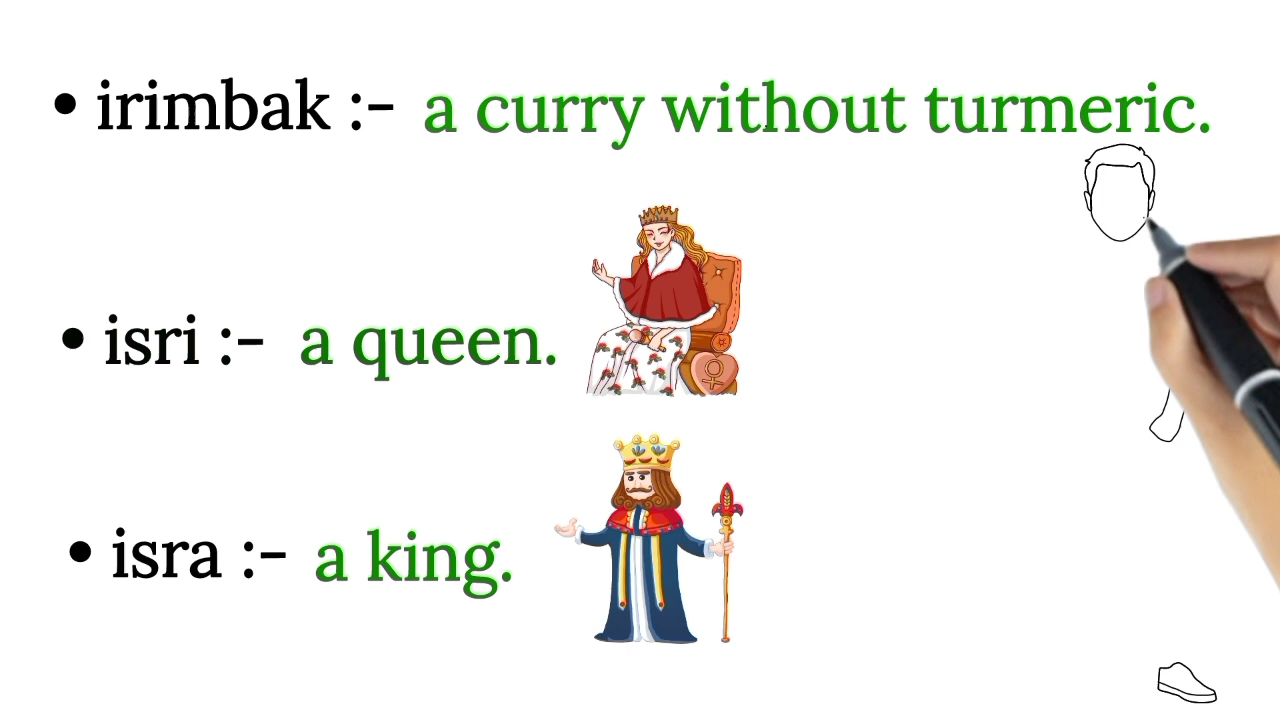 • irimbak :- a curry without turmeric.
• isri :- a queen.
• isra :- a king.